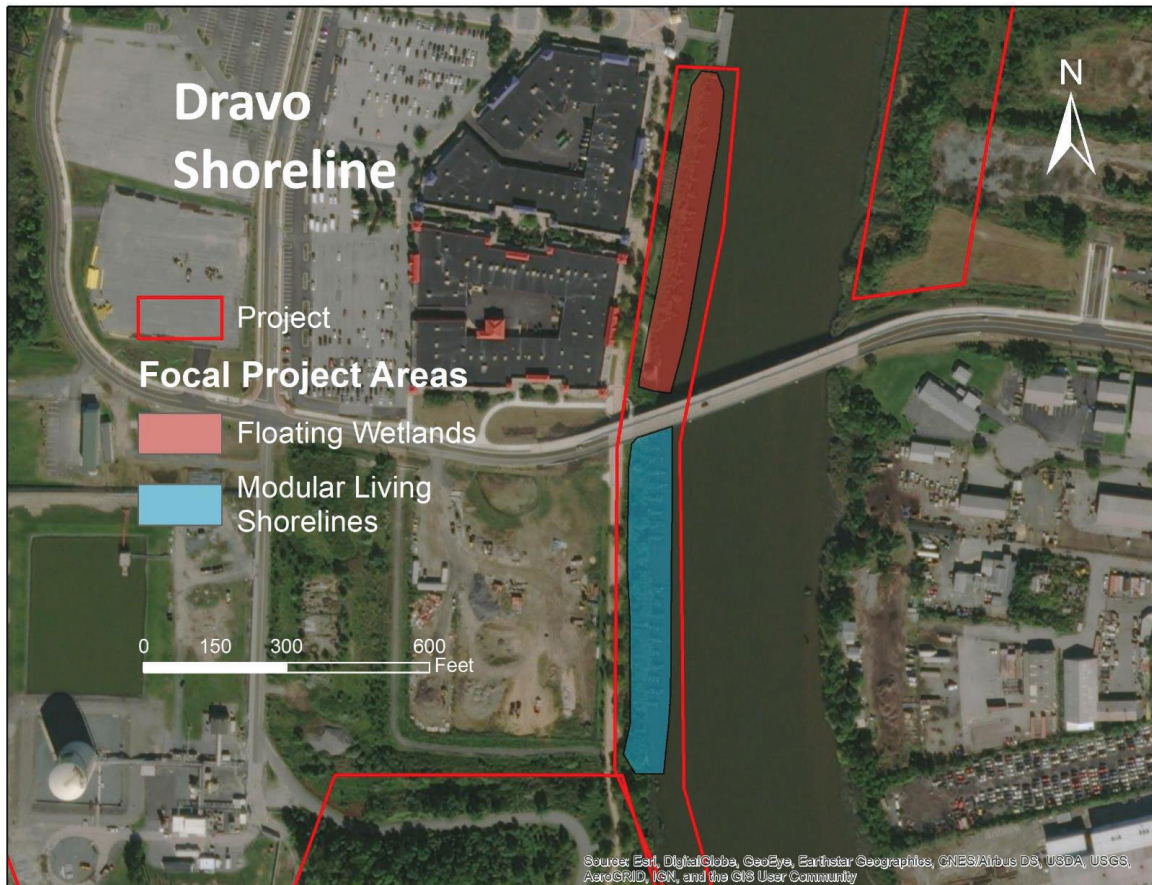 Dravo
Shoreline
N
Project
Focal Project Areas
Floating Wetlands
Modular Living
Shorelines
0 150 300 600
Feet
Source: Esri, DigitalGlobe, GeoEye, Earthstar Geographics, CNES/Airbus DS, USDA, USGS,
AeroGRID, IGN, and the GIS User Community